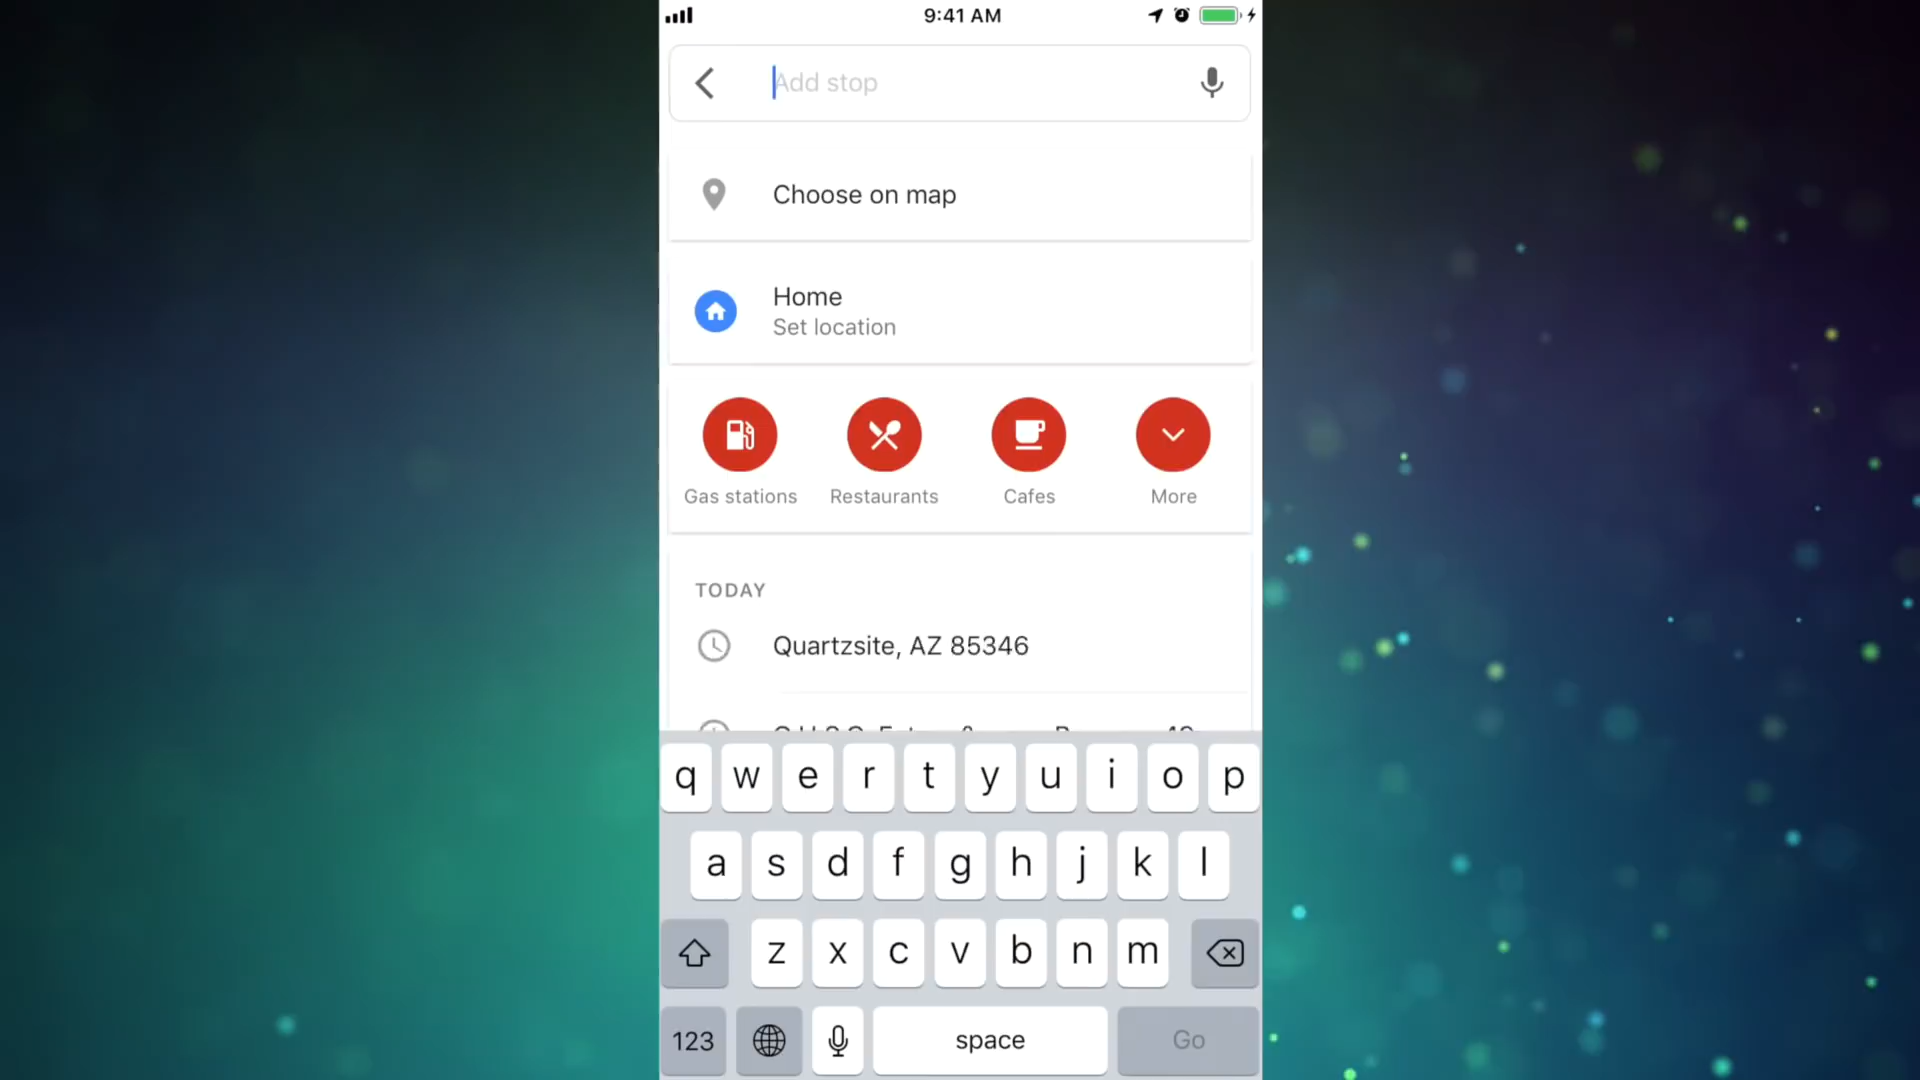 9:41 AM
Add stop
Choose on map
Home
Set location
Gas stations Restaurants Cafes More
TODAY
Quartzsite, AZ 85346
q w e r t y u i o p
a s d f g h j k l
z x c v b n m
123 space Go